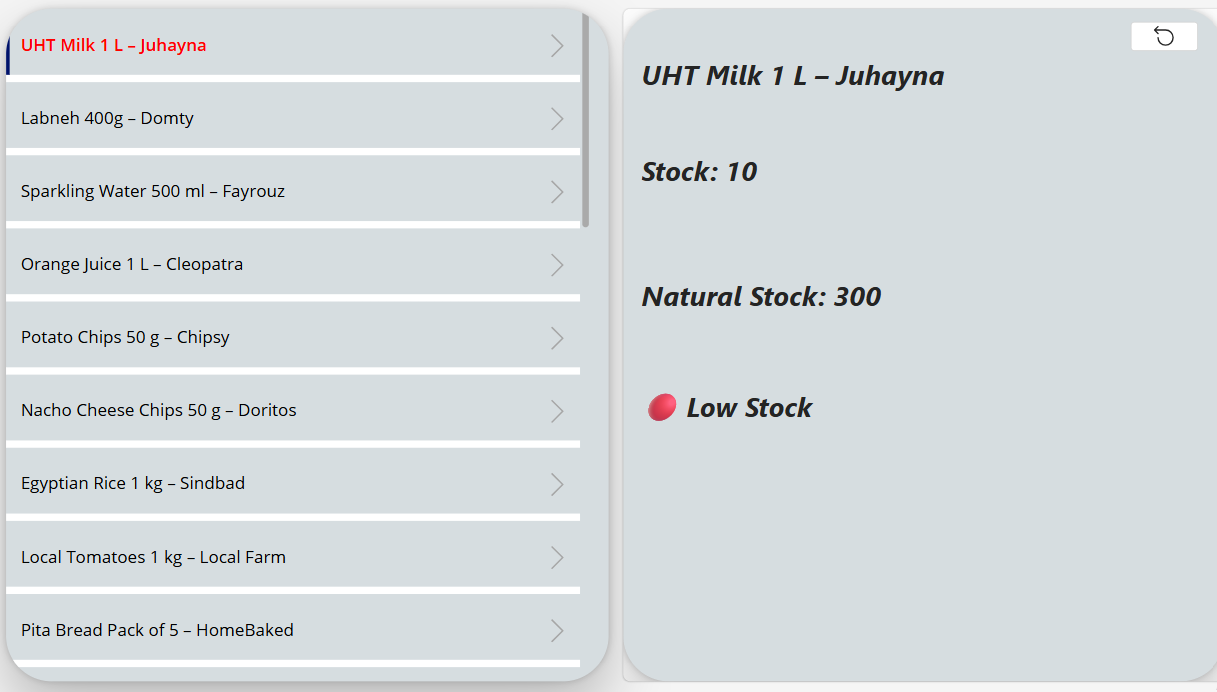 UHT Milk 1 L – Juhayna
Labneh 400g – Domty
Sparkling Water 500 ml – Fayrouz
Orange Juice 1 L – Cleopatra
Potato Chips 50 g – Chipsy
Nacho Cheese Chips 50 g – Doritos
Egyptian Rice 1 kg – Sindbad
Local Tomatoes 1 kg – Local Farm
Pita Bread Pack of 5 – HomeBaked
UHT Milk 1 L – Juhayna
Stock: 10
Natural Stock: 300
Low Stock